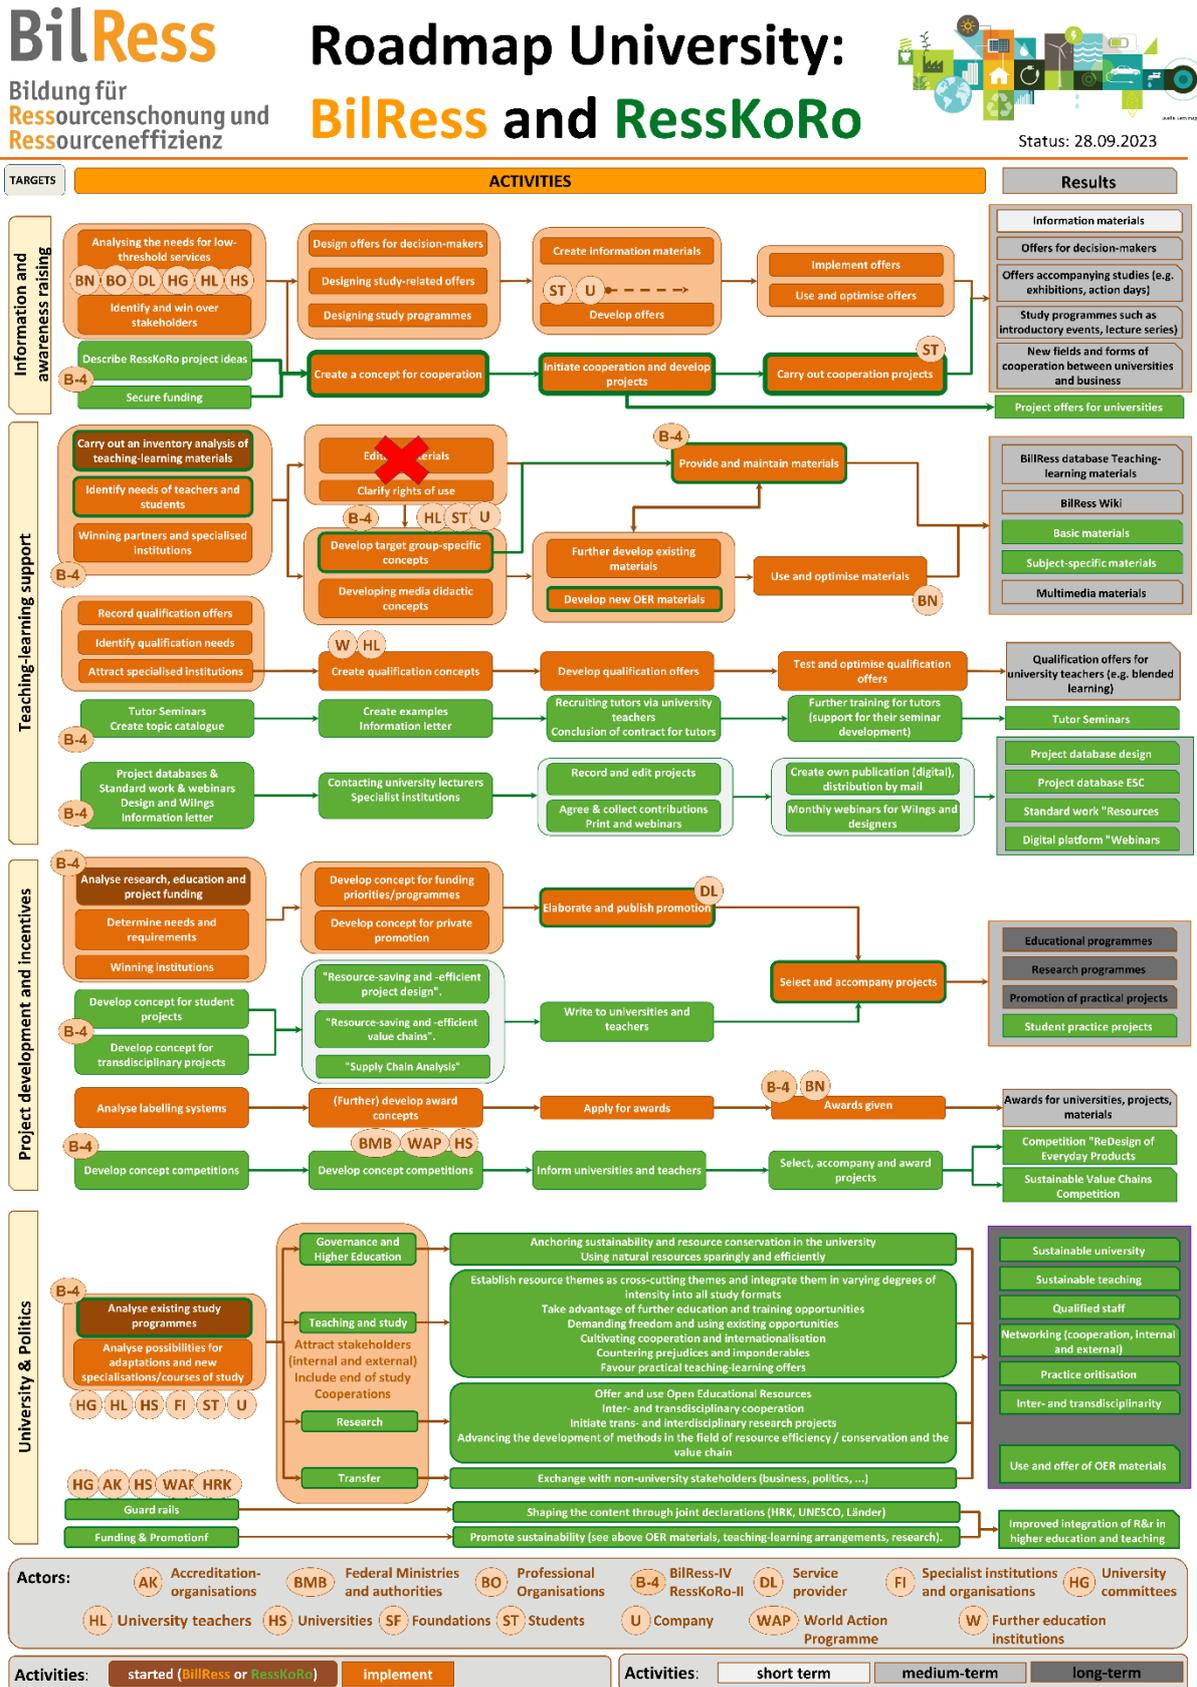 BilRess
Bildung für
Ressourcenschonung und
Ressourceneffizienz
Roadmap University:
BilRess and RessKoRo
Status: 28.09.2023
TARGETS
ACTIVITIES
Results
Information and
awareness raising
Analysing the needs for low-
threshold services
BN BO DL HG HL HS
Identify and win over
stakeholders
Design offers for decision-makers
Designing study-related offers
Designing study programmes
Create information materials
ST U
Develop offers
Implement offers
Use and optimise offers
Information materials
Offers for decision-makers
Offers accompanying studies (e.g.
exhibitions, action days)
Study programmes such as
introductory events, lecture series)
New fields and forms of
cooperation between universities
and business
Describe RessKoRo project ideas
B-4
Secure funding
Create a concept for cooperation
Initiate cooperation and develop
projects
ST
Carry out cooperation projects
Project offers for universities
Teaching-learning support
Carry out an inventory analysis of
teaching-learning materials
Identify needs of teachers and
students
Winning partners and specialised
institutions
B-4
Clarify rights of use
B-4 HL ST U
Develop target group-specific
concepts
Developing media didactic
concepts
B-4
Provide and maintain materials
Further develop existing
materials
Develop new OER materials
Use and optimise materials
BN
BillRess database Teaching-
learning materials
BilRess Wiki
Basic materials
Subject-specific materials
Multimedia materials
Record qualification offers
Identify qualification needs
Attract specialised institutions
W HL
Create qualification concepts
Develop qualification offers
Test and optimise qualification
offers
Qualification offers for
university teachers (e.g. blended
learning)
Tutor Seminars
Create topic catalogue
B-4
Create examples
Information letter
Recruiting tutors via university
teachers
Conclusion of contract for tutors
Further training for tutors
(support for their seminar
development)
Tutor Seminars
Project databases &
Standard work & webinars
Design and WiIngs
Information letter
B-4
Contacting university lecturers
Specialist institutions
Record and edit projects
Agree & collect contributions
Print and webinars
Create own publication (digital),
distribution by mail
Monthly webinars for WiIngs and
designers
Project database design
Project database ESC
Standard work "Resources
Digital platform "Webinars
Project development and incentives
B-4
Analyse research, education and
project funding
Determine needs and
requirements
Winning institutions
Develop concept for funding
priorities/programmes
Develop concept for private
promotion
DL
Elaborate and publish promotion
Select and accompany projects
Educational programmes
Research programmes
Promotion of practical projects
Student practice projects
Develop concept for student
projects
B-4
Develop concept for
transdisciplinary projects
"Resource-saving and -efficient
project design".
"Resource-saving and -efficient
value chains".
"Supply Chain Analysis"
Write to universities and
teachers
Analyse labelling systems
(Further) develop award
concepts
Apply for awards
B-4 BN
Awards given
Awards for universities, projects,
materials
B-4
Develop concept competitions
BMB WAP HS
Develop concept competitions
Inform universities and teachers
Select, accompany and award
projects
Competition "ReDesign of
Everyday Products
Sustainable Value Chains
Competition
University & Politics
B-4
Analyse existing study
programmes
Analyse possibilities for
adaptations and new
specialisations/courses of study
HG HL HS FI ST U
Governance and
Higher Education
Teaching and study
Attract stakeholders
(internal and external)
Include end of study
Cooperations
Research
Transfer
Anchoring sustainability and resource conservation in the university
Using natural resources sparingly and efficiently
Establish resource themes as cross-cutting themes and integrate them in varying degrees of
intensity into all study formats
Take advantage of further education and training opportunities
Demanding freedom and using existing opportunities
Cultivating cooperation and internationalisation
Countering prejudices and imponderables
Favour practical teaching-learning offers
Offer and use Open Educational Resources
Inter- and transdisciplinary cooperation
Initiate trans- and interdisciplinary research projects
Advancing the development of methods in the field of resource efficiency / conservation and the
value chain
Exchange with non-university stakeholders (business, politics, ...)
Sustainable university
Sustainable teaching
Qualified staff
Networking (cooperation, internal
and external)
Practice oritisation
Inter- and transdisciplinarity
Use and offer of OER materials
HG AK HS WAP HRK
Guard rails
Shaping the content through joint declarations (HRK, UNESCO, Länder)
Funding & Promotionf
Promote sustainability (see above OER materials, teaching-learning arrangements, research).
Improved integration of R&r in
higher education and teaching
Actors:
AK Accreditation-
organisations
BMB Federal Ministries
and authorities
BO Professional
Organisations
B-4 BilRess-IV
RessKoRo-II
DL Service
provider
FI Specialist institutions
and organisations
HG University
committees
HL University teachers HS Universities SF Foundations ST Students U Company
WAP World Action
Programme
W Further education
institutions
Activities: started (BillRess or RessKoRo) implement
Activities: short term medium-term long-term